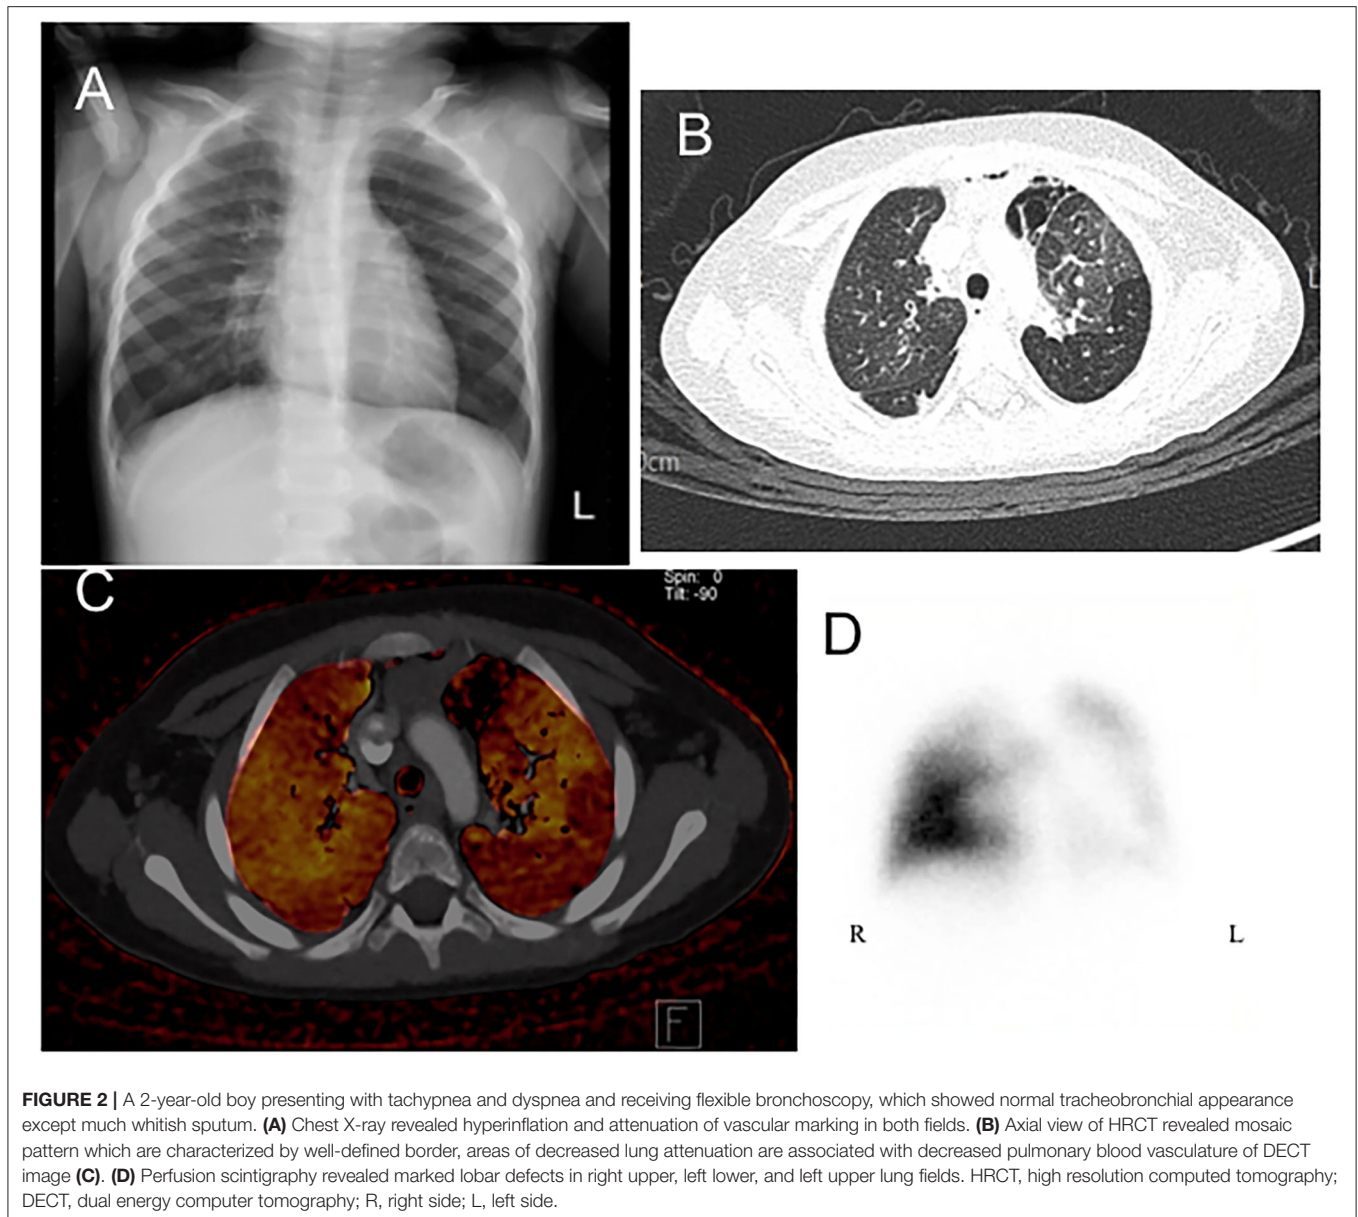 A
L
B
L
0cm
C
Spin: 0
Tilt: -90
F
D
R
L
FIGURE 2 | A 2-year-old boy presenting with tachypnea and dyspnea and receiving flexible bronchoscopy, which showed normal tracheobronchial appearance
except much whitish sputum. (A) Chest X-ray revealed hyperinflation and attenuation of vascular marking in both fields. (B) Axial view of HRCT revealed mosaic
pattern which are characterized by well-defined border, areas of decreased lung attenuation are associated with decreased pulmonary blood vasculature of DECT
image (C). (D) Perfusion scintigraphy revealed marked lobar defects in right upper, left lower, and left upper lung fields. HRCT, high resolution computed tomography;
DECT, dual energy computer tomography; R, right side; L, left side.